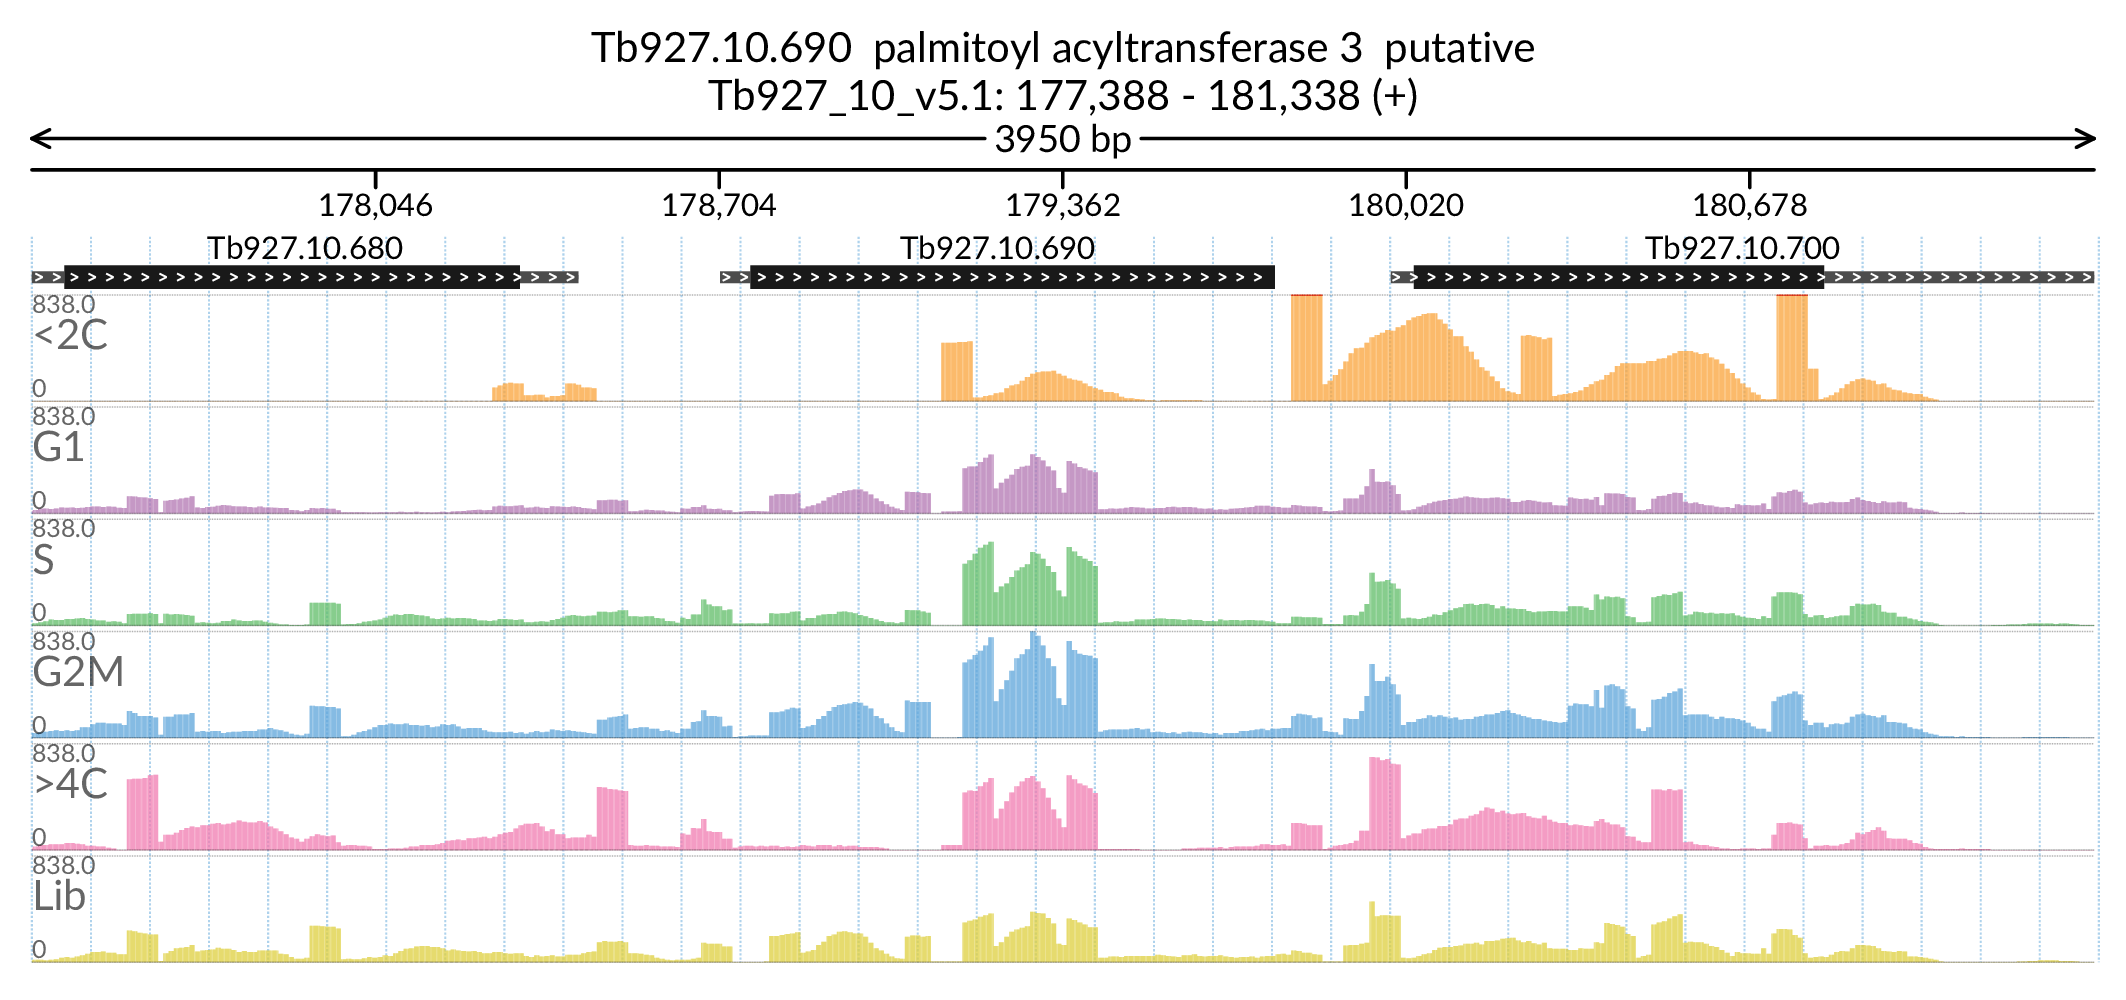 Tb927.10.690 palmitoyl acyltransferase 3 putative
Tb927_10_v5.1: 177,388 - 181,338 (+)
3950 bp
178,046 178,704 179,362 180,020 180,678
Tb927.10.680 Tb927.10.690 Tb927.10.700
838.0
<2C
0
838.0
G1
0
838.0
S
0
838.0
G2M
0
838.0
>4C
0
838.0
Lib
0